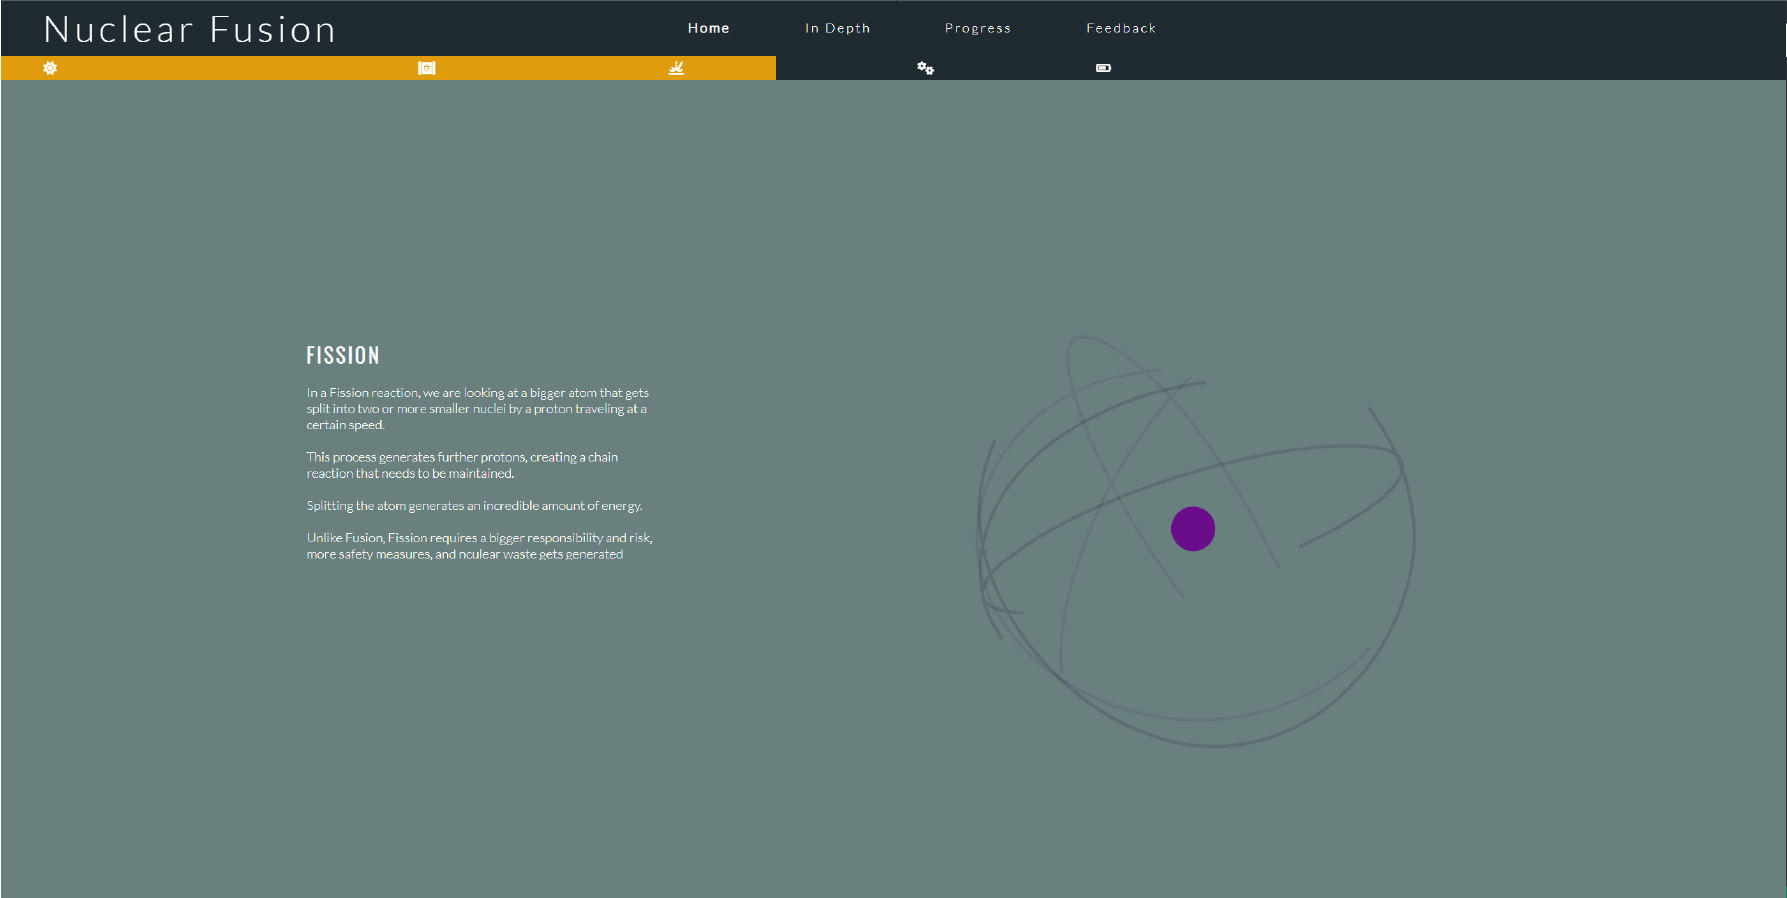 Nuclear Fusion
Home
In Depth
Progress
Feedback
FISSION
In a Fission reaction, we are looking at a bigger atom that gets
split into two or more smaller nuclei by a proton traveling at a
certain speed.
This process generates further protons, creating a chain
reaction that needs to be maintained.
Splitting the atom generates an incredible amount of energy.
Unlike Fusion, Fission requires a bigger responsibility and risk,
more safety measures, and nculear waste gets generated